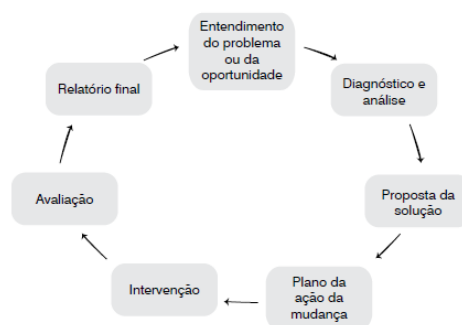 Entendimento
do problema
ou da
oportunidade
Diagnóstico e
análise
Proposta da
solução
Plano da
ação da
mudança
Intervenção
Avaliação
Relatório final